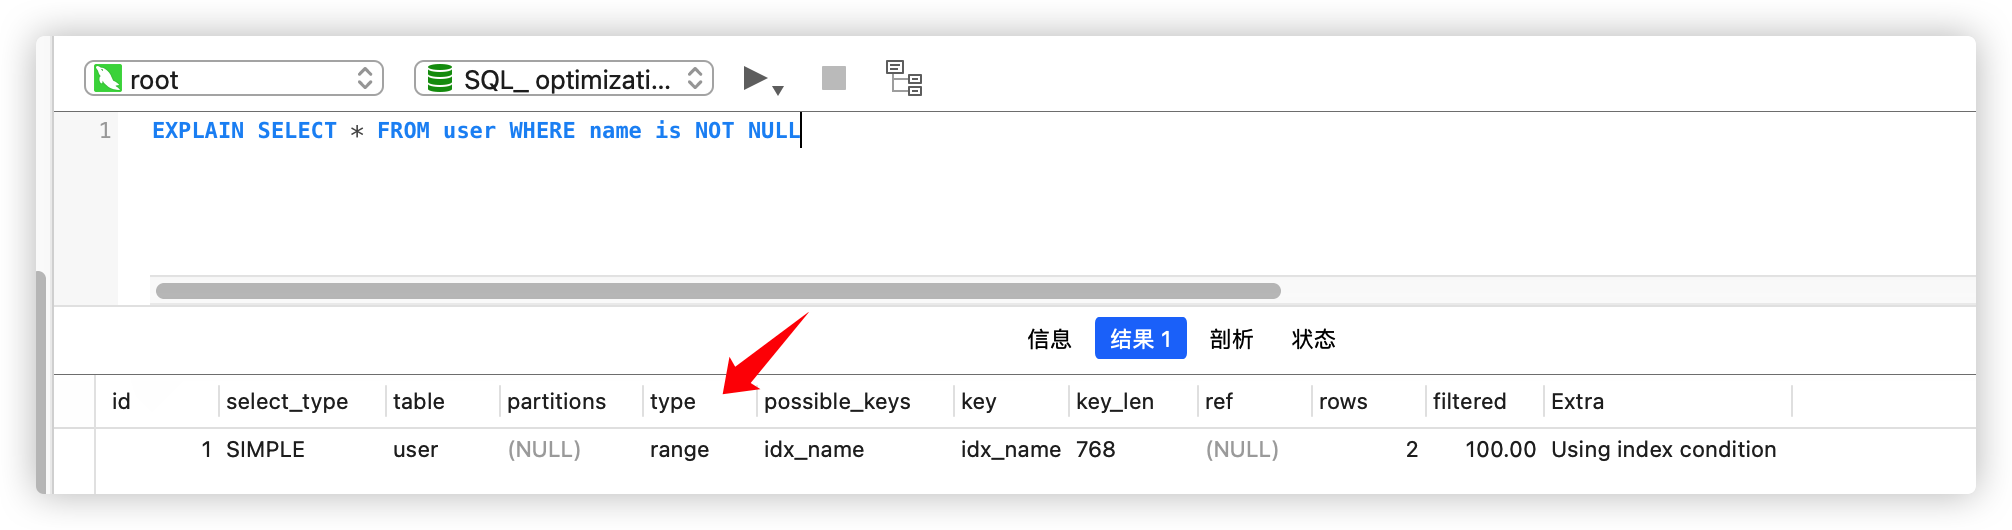 root SQL_ optimizati...
1 EXPLAIN SELECT * FROM user WHERE name is NOT NULL
信息 结果 1 剖析 状态
id select_type table partitions type possible_keys key key_len ref rows filtered Extra
1 SIMPLE user (NULL) range idx_name idx_name 768 (NULL) 2 100.00 Using index condition